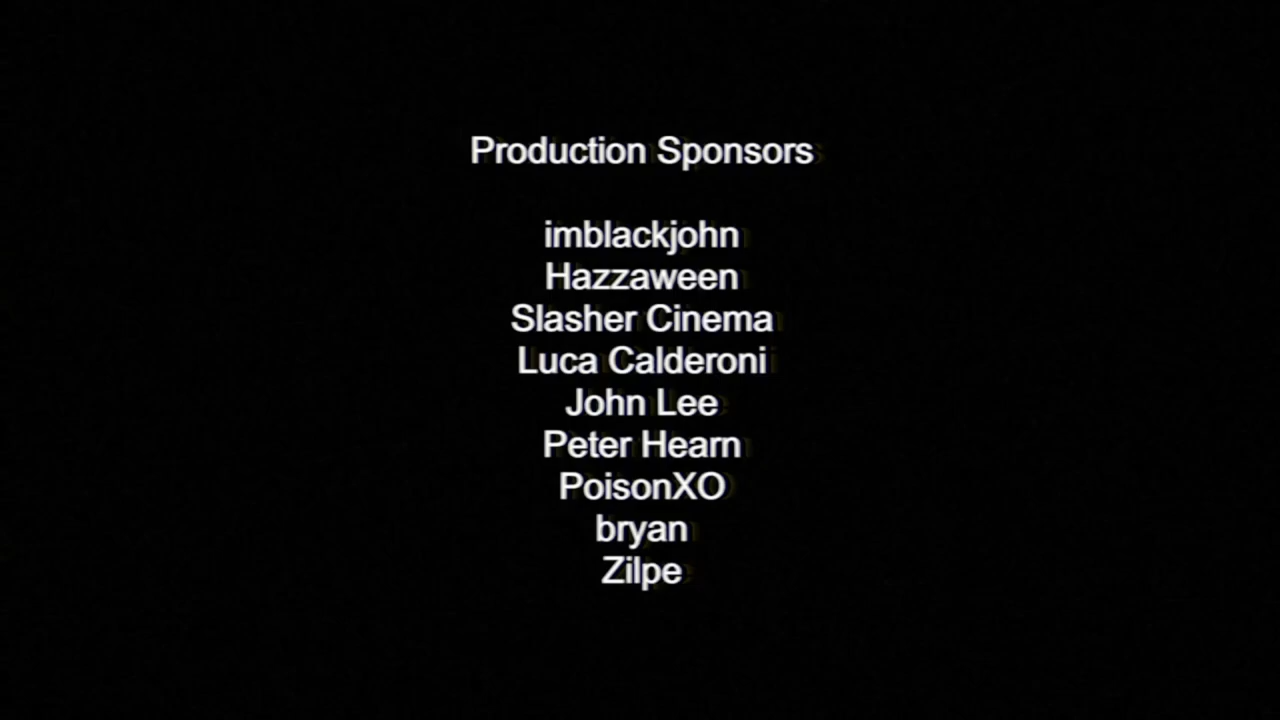 Production Sponsors
imblackjohn
Hazzaween
Slasher Cinema
Luca Calderoni
John Lee
Peter Hearn
PoisonXO
bryan
Zilpe